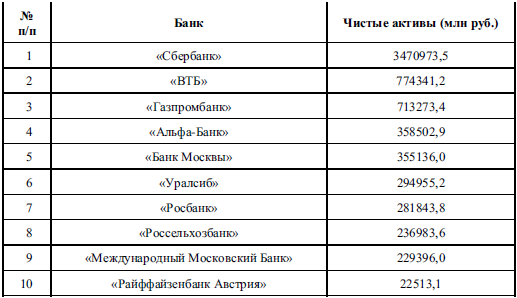 № п/п Банк Чистые активы (млн руб.)
1 «Сбербанк» 3470973,5
2 «ВТБ» 774341,2
3 «Газпромбанк» 713273,4
4 «Альфа-Банк» 358502,9
5 «Банк Москвы» 355136,0
6 «Уралсиб» 294955,2
7 «Росбанк» 281843,8
8 «Россельхозбанк» 236983,6
9 «Международный Московский Банк» 229396,0
10 «Райффайзенбанк Австрия» 22513,1